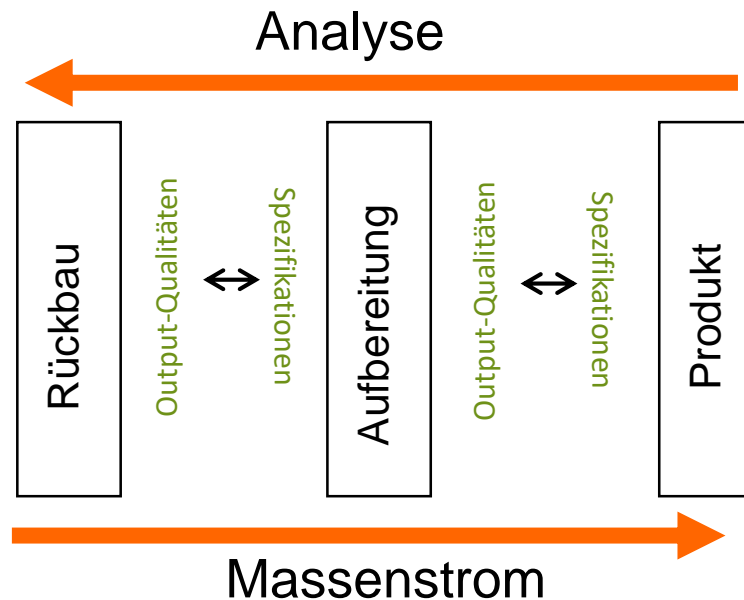 Analyse
Rückbau
Output-Qualitäten
Spezifikationen
Aufbereitung
Output-Qualitäten
Spezifikationen
Produkt
Massenstrom